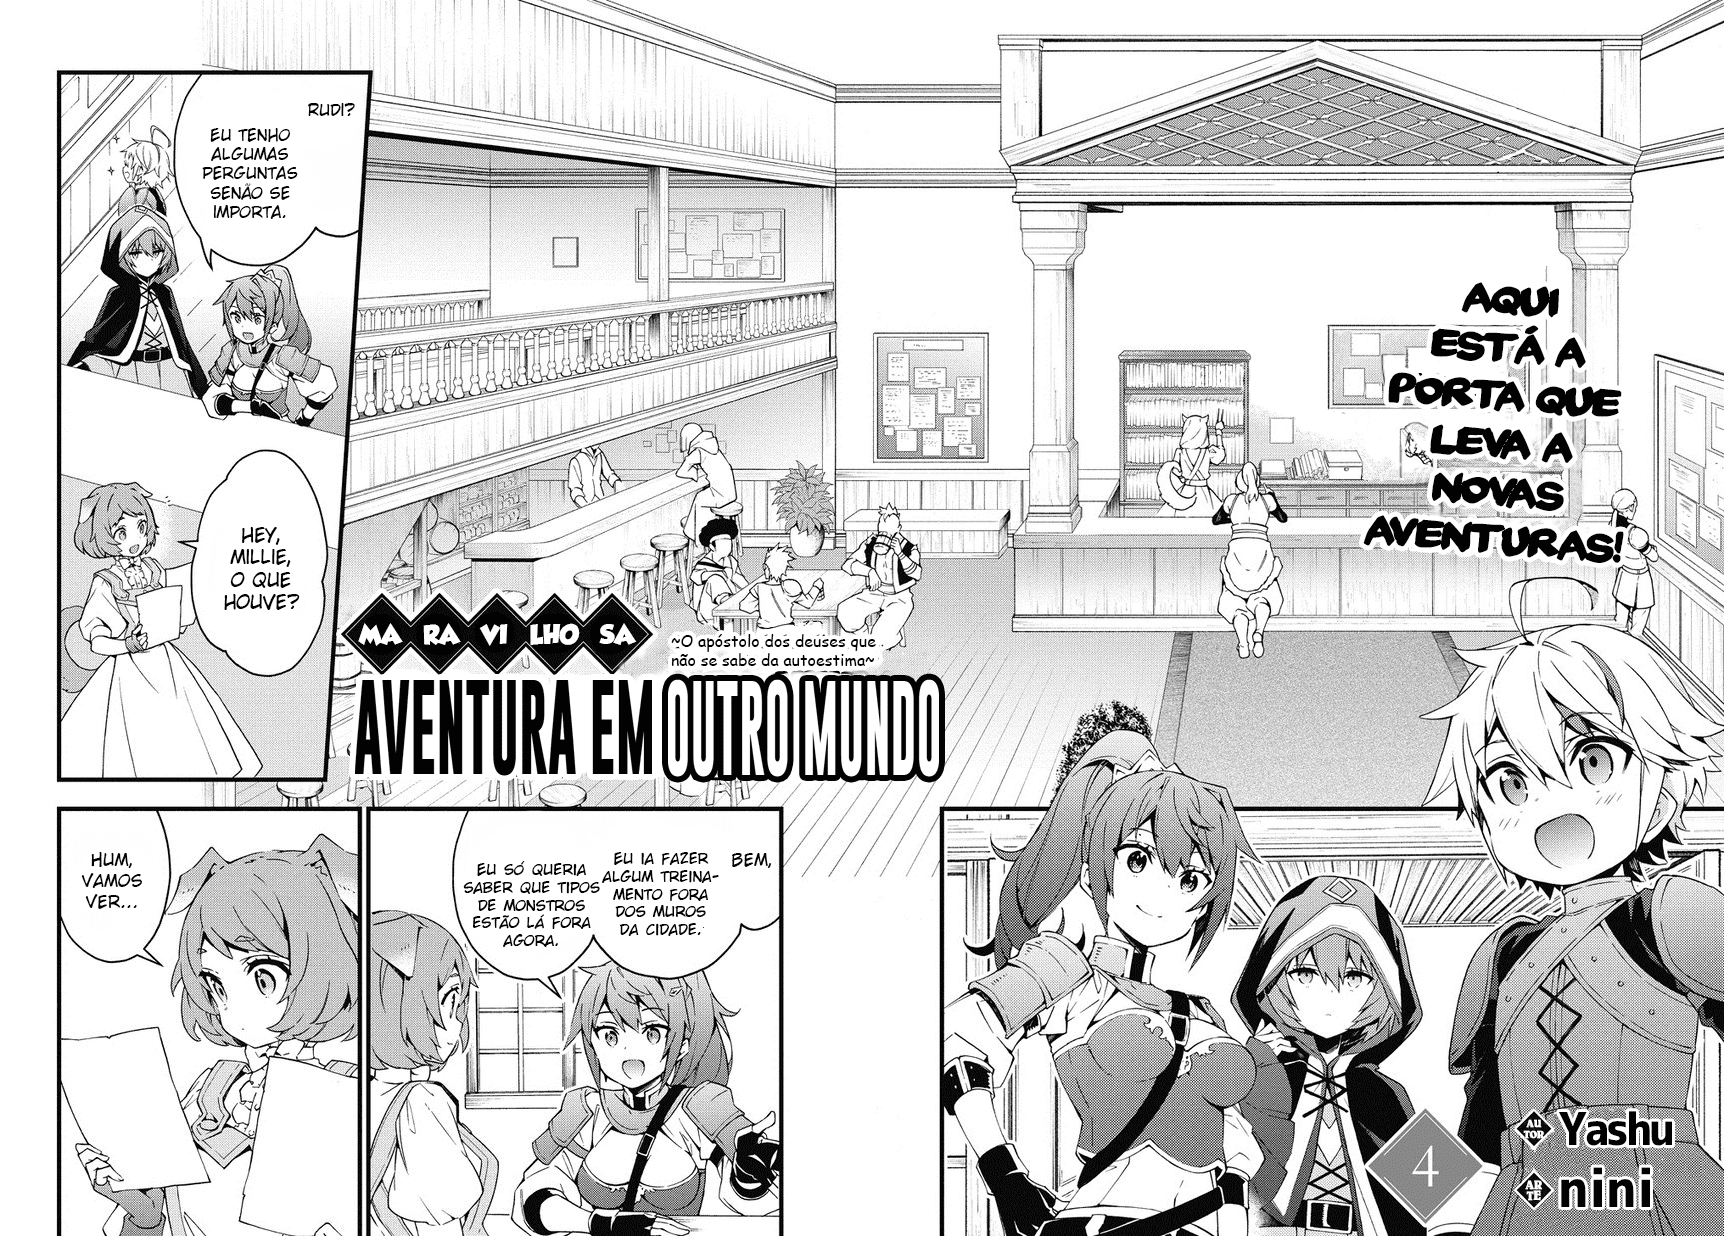 AQUI
ESTÁ A
PORTA QUE
LEVA A
NOVAS
AVENTURAS!
MA RA VI LHO SA
~O apóstolo dos deuses que
não se sabe da autoestima~
AVENTURA EM OUTRO MUNDO
4
AUTOR Yashu
ARTE nini
RUDI?
EU TENHO
ALGUMAS
PERGUNTAS
SENÃO SE
IMPORTA.
HEY,
MILLIE,
O QUE
HOUVE?
BEM,
EU IA FAZER
ALGUM TREINA-
MENTO FORA
DOS MUROS
DA CIDADE.
EU SÓ QUERIA
SABER QUE TIPOS
DE MONSTROS
ESTÃO LÁ FORA
AGORA.
HUM,
VAMOS
VER...